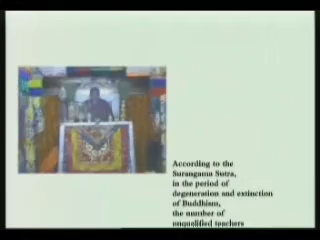 According to the
Surangama Sutra,
in the period of
degeneration and extinction
of Buddhism,
the number of
unqualified teachers